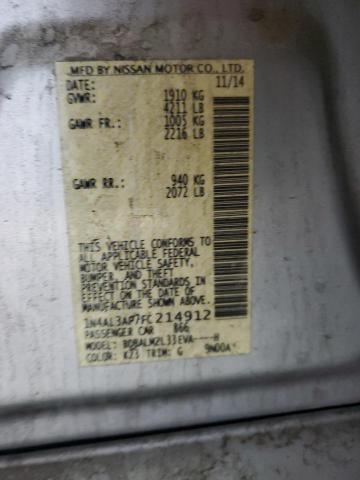 MFD BY NISSAN MOTOR CO., LTD.
DATE: 11/14
GVWR: 1910 KG
4211 LB
GAWR FR.: 1005 KG
2216 LB
GAWR RR.: 940 KG
2072 LB
THIS VEHICLE CONFORMS TO
ALL APPLICABLE FEDERAL
MOTOR VEHICLE SAFETY,
BUMPER, AND THEFT
PREVENTION STANDARDS
IN EFFECT ON THE DATE OF
MANUFACTURE SHOWN ABOVE.
1N4AL3AP7FC214912
PASSENGER CAR B66
MODEL: BDBALM2L33EVA-----H
COLOR: K23 TRIM: G